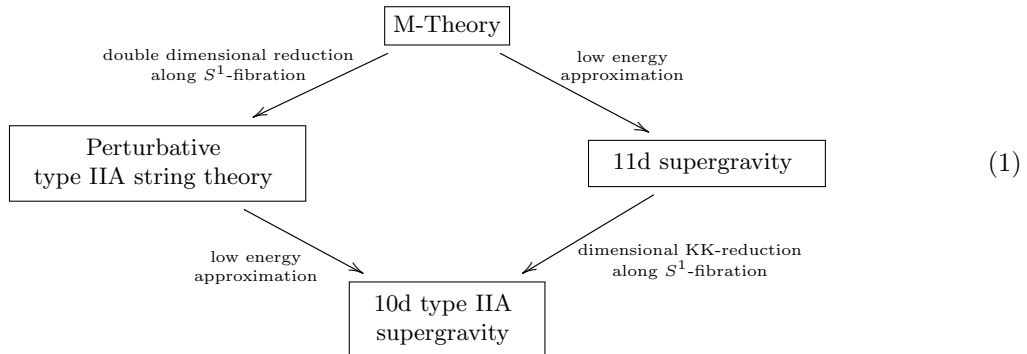 M-Theory
double dimensional reduction
along S¹-fibration
low energy
approximation
Perturbative
type IIA string theory
11d supergravity
(1)
low energy
approximation
dimensional KK-reduction
along S¹-fibration
10d type IIA
supergravity